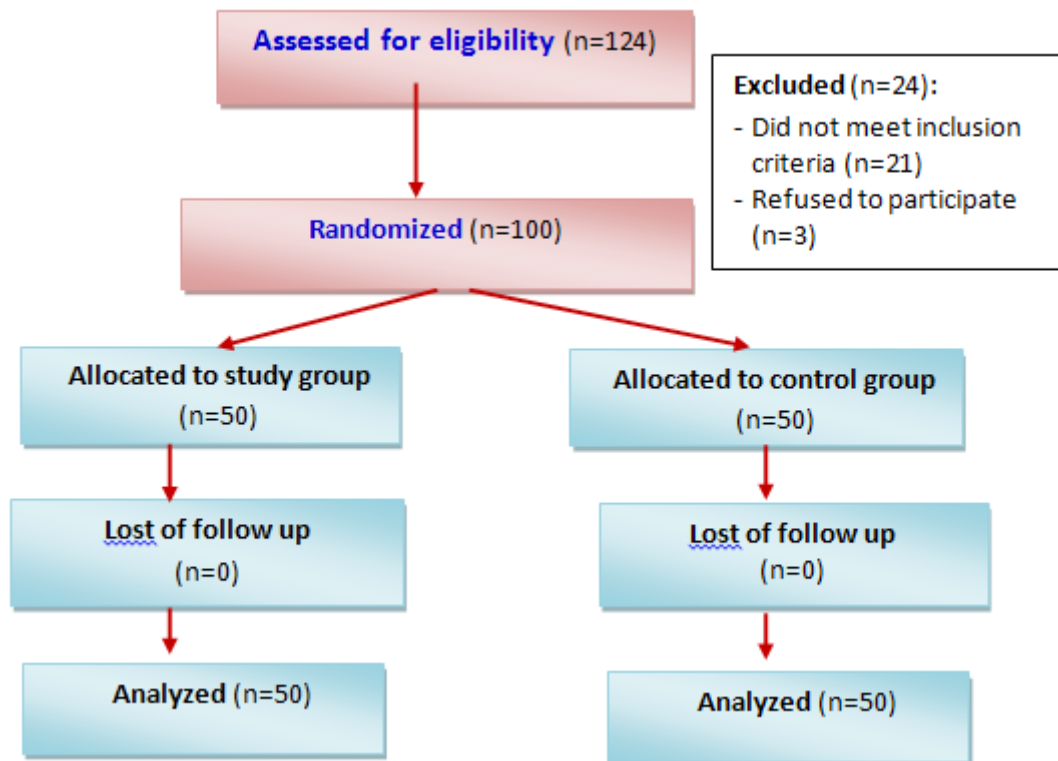 Assessed for eligibility (n=124)
Excluded (n=24):
- Did not meet inclusion
criteria (n=21)
- Refused to participate
(n=3)
Randomized (n=100)
Allocated to study group
(n=50)
Allocated to control group
(n=50)
Lost of follow up
(n=0)
Lost of follow up
(n=0)
Analyzed (n=50)
Analyzed (n=50)